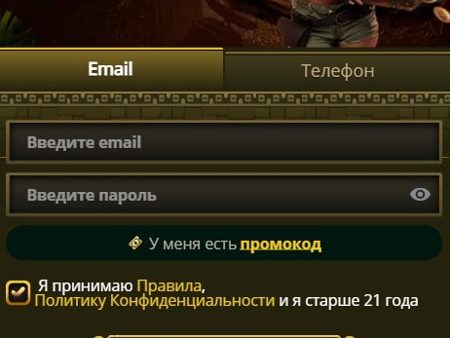 Email
Телефон
Введите email
Введите пароль
У меня есть промокод
Я принимаю Правила,
Политику Конфиденциальности и я старше 21 года